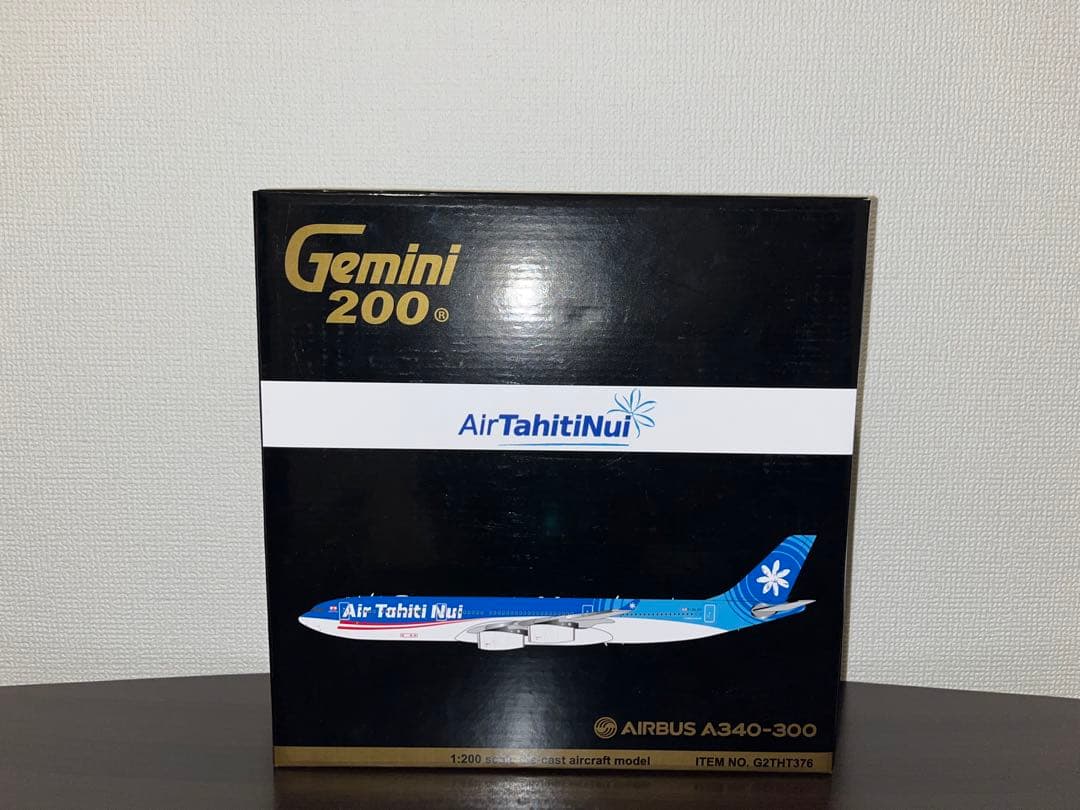 Gemini
200®
AirTahitiNui
Air Tahiti Nui
AIRBUS A340-300
1:200 scale die-cast aircraft model
ITEM NO. G2THT376